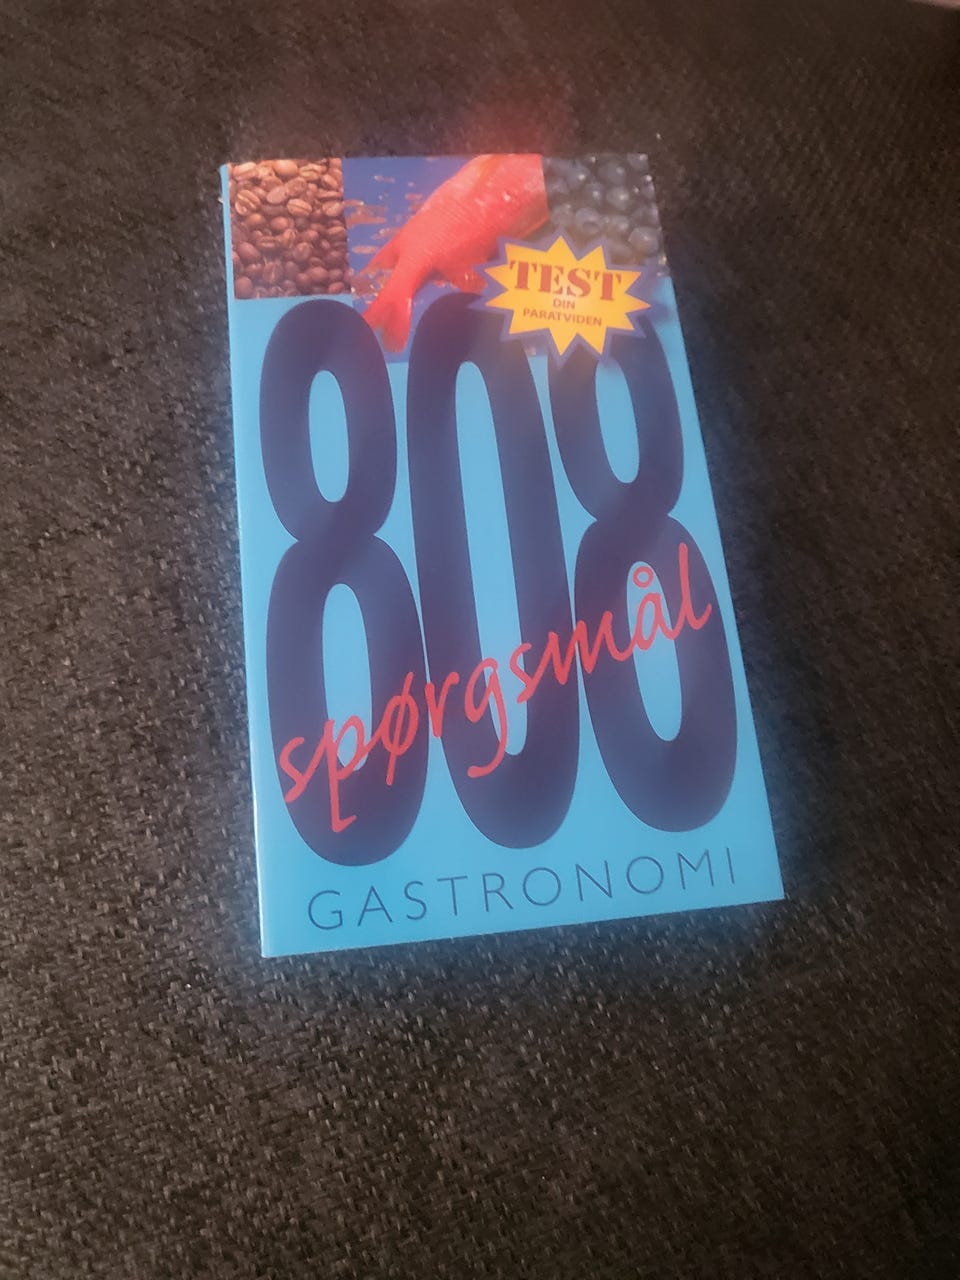 TEST
DIN
PARATVIDEN
808
spørgsmål
GASTRONOMI